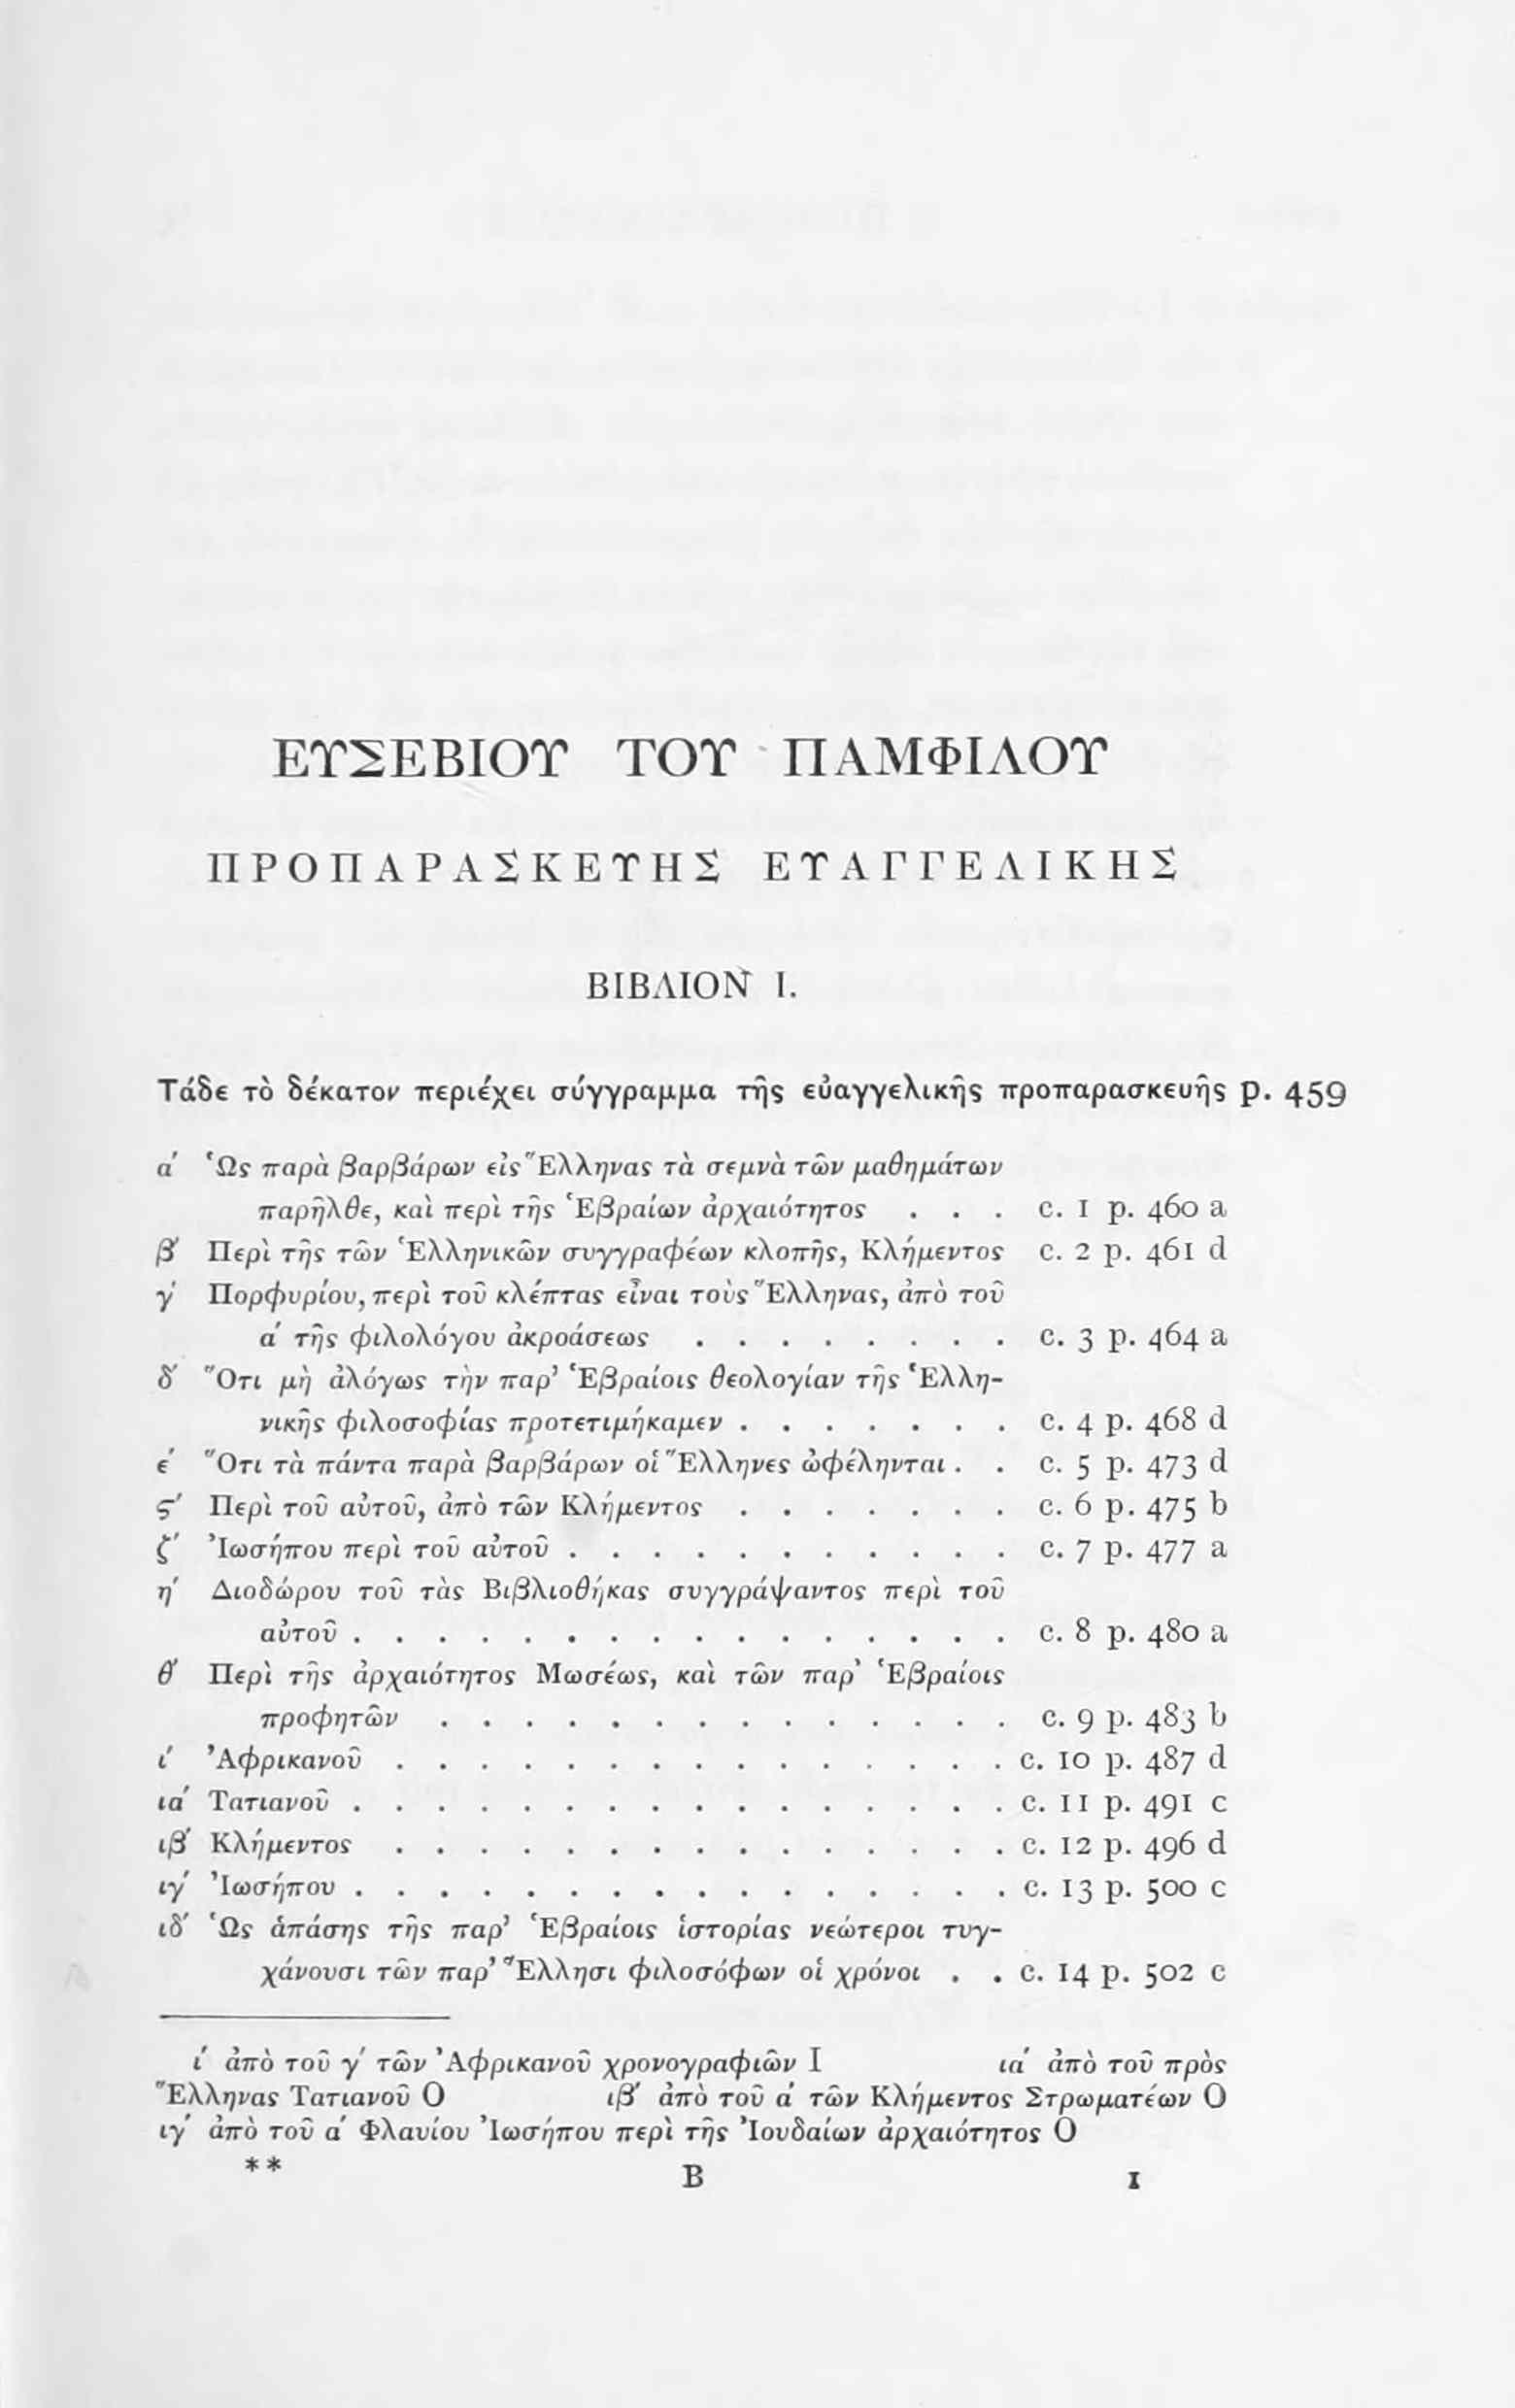 ΕΥΣΕΒΙΟΥ ΤΟΥ ΠΑΜΦΙΛΟΥ
ΠΡΟΠΑΡΑΣΚΕΥΗΣ ΕΥΑΓΓΕΛΙΚΗΣ
ΒΙΒΛΙΟΝ Ι.
Τάδε τὸ δέκατον περιέχει σύγγραμμα τῆς εὐαγγελικῆς προπαρασκευῆς p. 459
α′ Ὡς παρὰ βαρβάρων εἰς Ἕλληνας τὰ σεμνὰ τῶν μαθημάτων
παρῆλθε, καὶ περὶ τῆς Ἑβραίων ἀρχαιότητος . . . c. 1 p. 460 a
β′ Περὶ τῆς τῶν Ἑλληνικῶν συγγραφέων κλοπῆς, Κλήμεντος c. 2 p. 461 d
γ′ Πορφυρίου, περὶ τοῦ κλέπτας εἶναι τοὺς Ἕλληνας, ἀπὸ τοῦ
α′ τῆς φιλολόγου ἀκροάσεως . . . . . . . . c. 3 p. 464 a
δ′ Ὅτι μὴ ἀλόγως τὴν παρ’ Ἑβραίοις θεολογίαν τῆς Ἑλλη-
νικῆς φιλοσοφίας προτετιμήκαμεν . . . . . . . c. 4 p. 468 d
ε′ Ὅτι τὰ πάντα παρὰ βαρβάρων οἱ Ἕλληνες ὠφέληνται . . c. 5 p. 473 d
ϛ′ Περὶ τοῦ αὐτοῦ, ἀπὸ τῶν Κλήμεντος . . . . . . . c. 6 p. 475 b
ζ′ Ἰωσήπου περὶ τοῦ αὐτοῦ . . . . . . . . . . . c. 7 p. 477 a
η′ Διοδώρου τοῦ τὰς Βιβλιοθήκας συγγράψαντος περὶ τοῦ
αὐτοῦ . . . . . . . . . . . . . . . . c. 8 p. 480 a
θ′ Περὶ τῆς ἀρχαιότητος Μωσέως, καὶ τῶν παρ’ Ἑβραίοις
προφητῶν . . . . . . . . . . . . . . c. 9 p. 483 b
ι′ Ἀφρικανοῦ . . . . . . . . . . . . . . . c. 10 p. 487 d
ια′ Τατιανοῦ . . . . . . . . . . . . . . . . c. 11 p. 491 c
ιβ′ Κλήμεντος . . . . . . . . . . . . . . . c. 12 p. 496 d
ιγ′ Ἰωσήπου . . . . . . . . . . . . . . . . c. 13 p. 500 c
ιδ′ Ὡς ἁπάσης τῆς παρ’ Ἑβραίοις ἱστορίας νεώτεροι τυγ-
χάνουσι τῶν παρ’ Ἕλλησι φιλοσόφων οἱ χρόνοι . . c. 14 p. 502 c
ι′ ἀπὸ τοῦ γ′ τῶν Ἀφρικανοῦ χρονογραφιῶν I ια′ ἀπὸ τοῦ πρὸς
Ἕλληνας Τατιανοῦ O ιβ′ ἀπὸ τοῦ α′ τῶν Κλήμεντος Στρωματέων O
ιγ′ ἀπὸ τοῦ α′ Φλαυίου Ἰωσήπου περὶ τῆς Ἰουδαίων ἀρχαιότητος O
** B 1